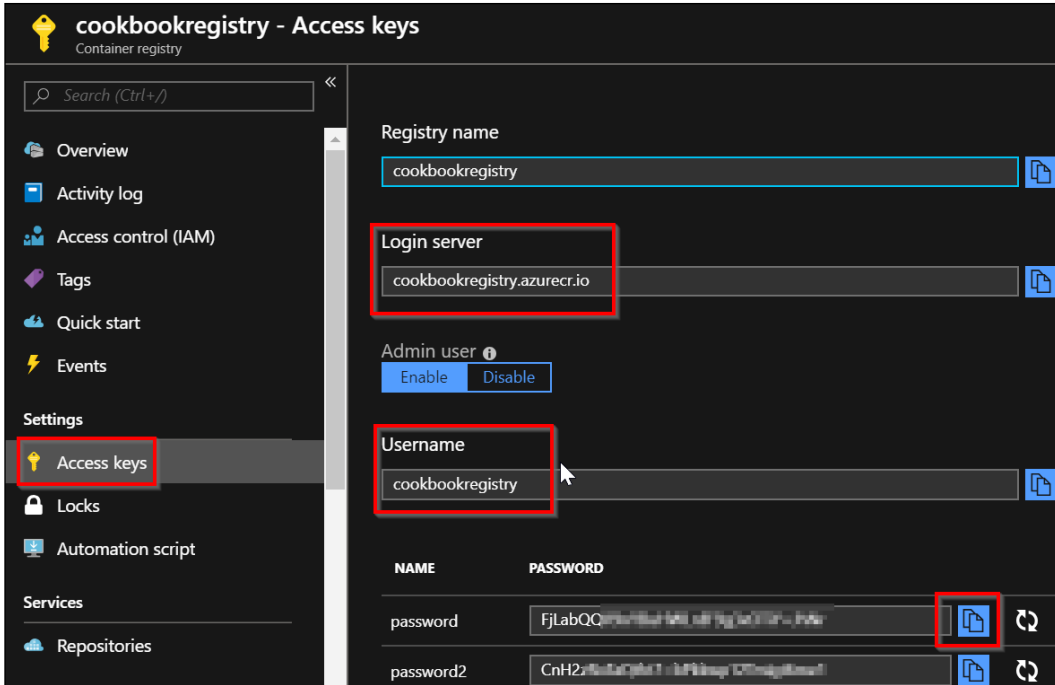 cookbookregistry - Access keys
Container registry
Search (Ctrl+/)
«
Overview
Activity log
Access control (IAM)
Tags
Quick start
Events
Settings
Access keys
Locks
Automation script
Services
Repositories
Registry name
cookbookregistry
Login server
cookbookregistry.azurecr.io
Admin user
Enable Disable
Username
cookbookregistry
NAME PASSWORD
password FjLabQQ
password2 CnH2z